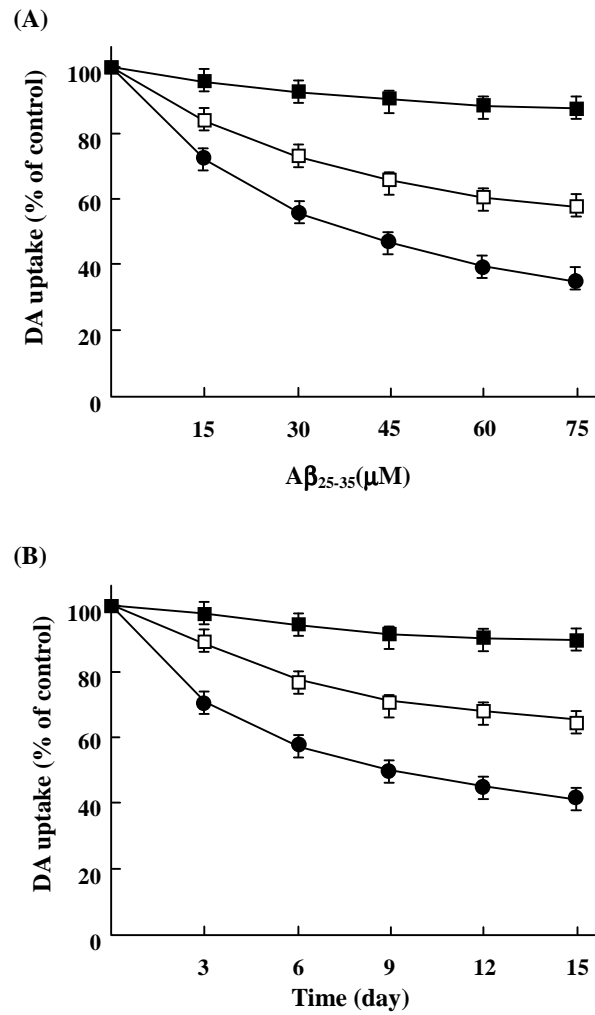 (A)
DA uptake (% of control)
100
80
60
40
20
0
15 30 45 60 75
Aβ25-35(μM)
(B)
DA uptake (% of control)
100
80
60
40
20
0
3 6 9 12 15
Time (day)